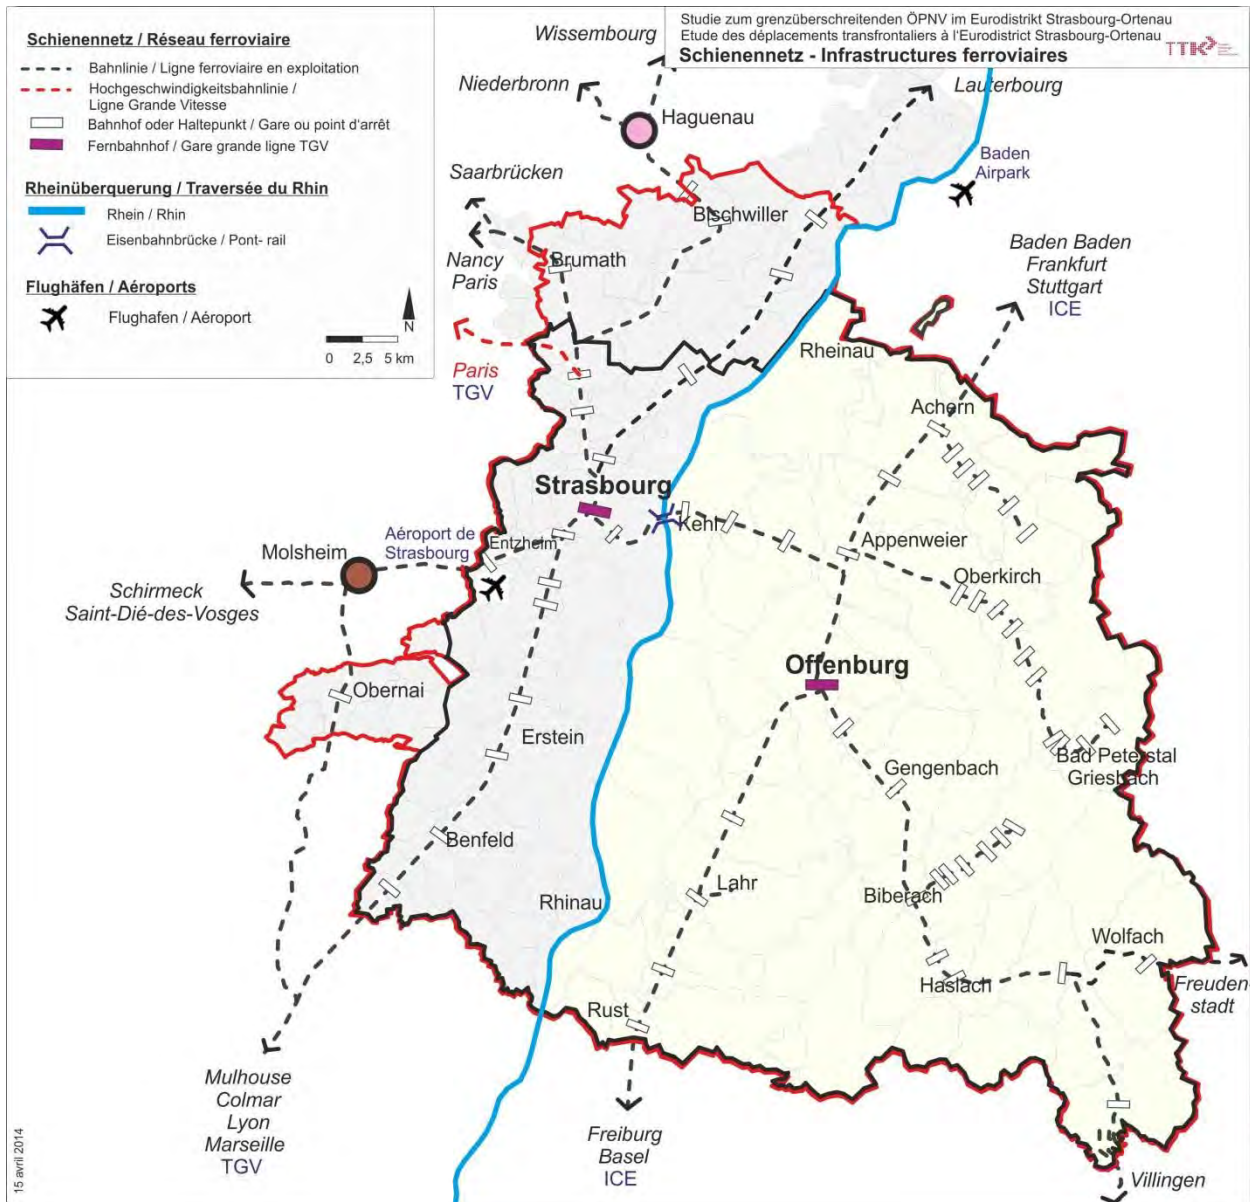 Studie zum grenzüberschreitenden ÖPNV im Eurodistrikt Strasbourg-Ortenau
Etude des déplacements transfrontaliers à l'Eurodistrict Strasbourg-Ortenau
Schienennetz - Infrastructures ferroviaires
TTK
Schienennetz / Réseau ferroviaire
Bahnlinie / Ligne ferroviaire en exploitation
Hochgeschwindigkeitsbahnlinie /
Ligne Grande Vitesse
Bahnhof oder Haltepunkt / Gare ou point d'arrêt
Fernbahnhof / Gare grande ligne TGV
Rheinüberquerung / Traversée du Rhin
Rhein / Rhin
Eisenbahnbrücke / Pont- rail
Flughäfen / Aéroports
Flughafen / Aéroport
N
0 2,5 5 km
Wissembourg
Niederbronn
Haguenau
Lauterbourg
Baden
Airpark
Saarbrücken
Bischwiller
Brumath
Nancy
Paris
Baden Baden
Frankfurt
Stuttgart
ICE
Rheinau
Paris
TGV
Achern
Strasbourg
Kehl
Entzheim
Aéroport de
Strasbourg
Molsheim
Appenweier
Oberkirch
Schirmeck
Saint-Dié-des-Vosges
Offenburg
Obernai
Erstein
Bad Peterstal
Griesbach
Gengenbach
Benfeld
Lahr
Biberach
Rhinau
Wolfach
Haslach
Freuden-
stadt
Rust
Mulhouse
Colmar
Lyon
Marseille
TGV
Freiburg
Basel
ICE
Villingen
15 avril 2014